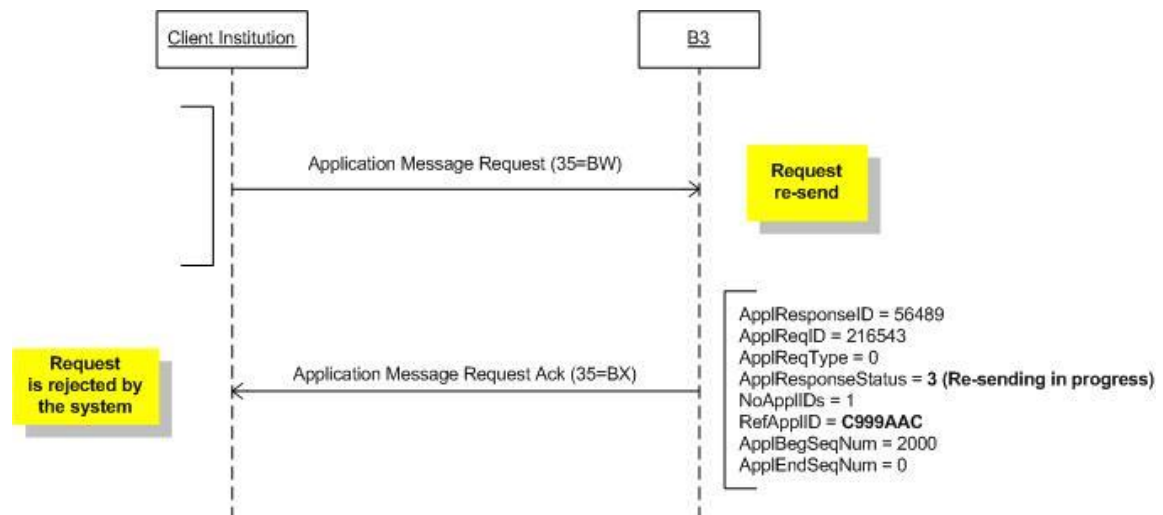 Client Institution
B3
Application Message Request (35=BW)
Request
re-send
ApplResponseID = 56489
ApplReqID = 216543
ApplReqType = 0
ApplResponseStatus = 3 (Re-sending in progress)
NoApplIDs = 1
RefApplID = C999AAC
ApplBegSeqNum = 2000
ApplEndSeqNum = 0
Request
is rejected by
the system
Application Message Request Ack (35=BX)